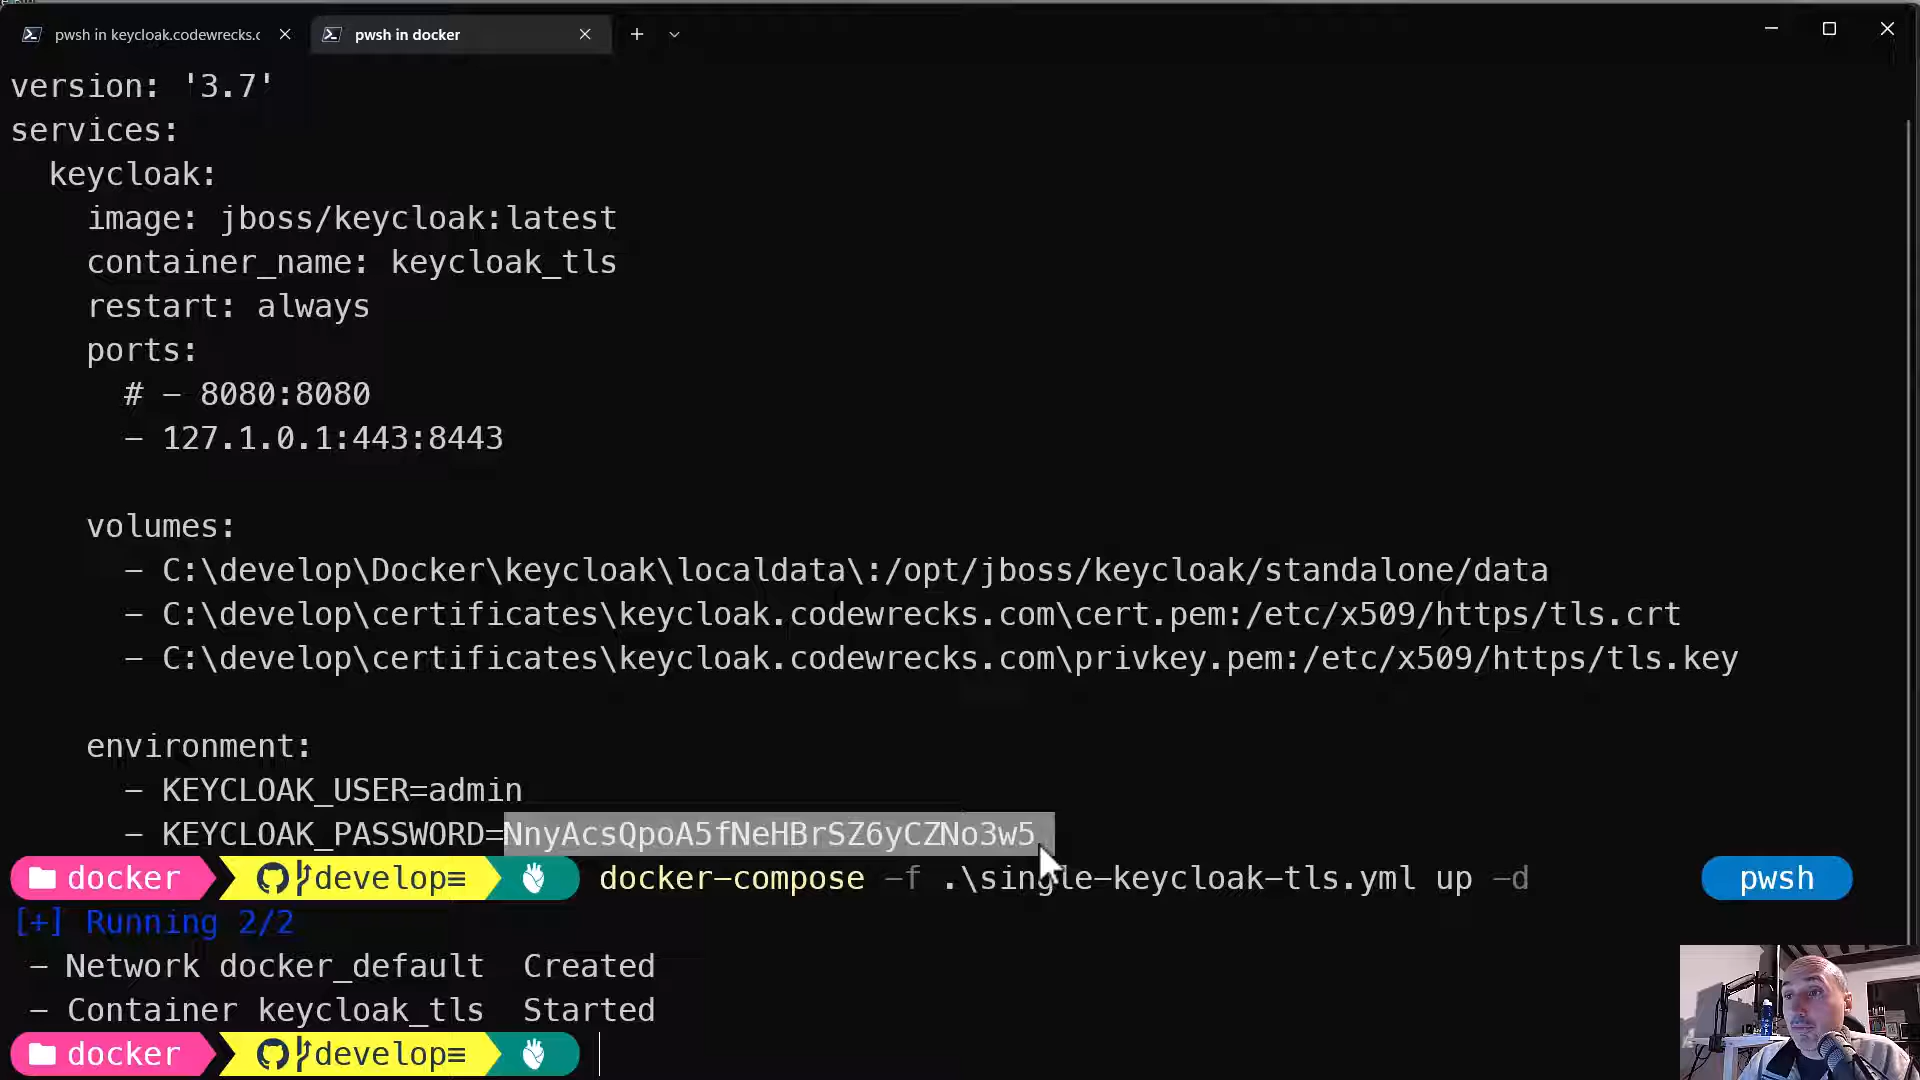 pwsh in keycloak.codewrecks.c
pwsh in docker
version: '3.7'
services:
keycloak:
image: jboss/keycloak:latest
container_name: keycloak_tls
restart: always
ports:
# - 8080:8080
- 127.1.0.1:443:8443
volumes:
- C:\develop\Docker\keycloak\localdata\:/opt/jboss/keycloak/standalone/data
- C:\develop\certificates\keycloak.codewrecks.com\cert.pem:/etc/x509/https/tls.crt
- C:\develop\certificates\keycloak.codewrecks.com\privkey.pem:/etc/x509/https/tls.key
environment:
- KEYCLOAK_USER=admin
- KEYCLOAK_PASSWORD=NnyAcsQpoA5fNeHBrSZ6yCZNo3w5
docker develop≡ docker-compose -f .\single-keycloak-tls.yml up -d pwsh
[+] Running 2/2
- Network docker_default Created
- Container keycloak_tls Started
docker develop≡